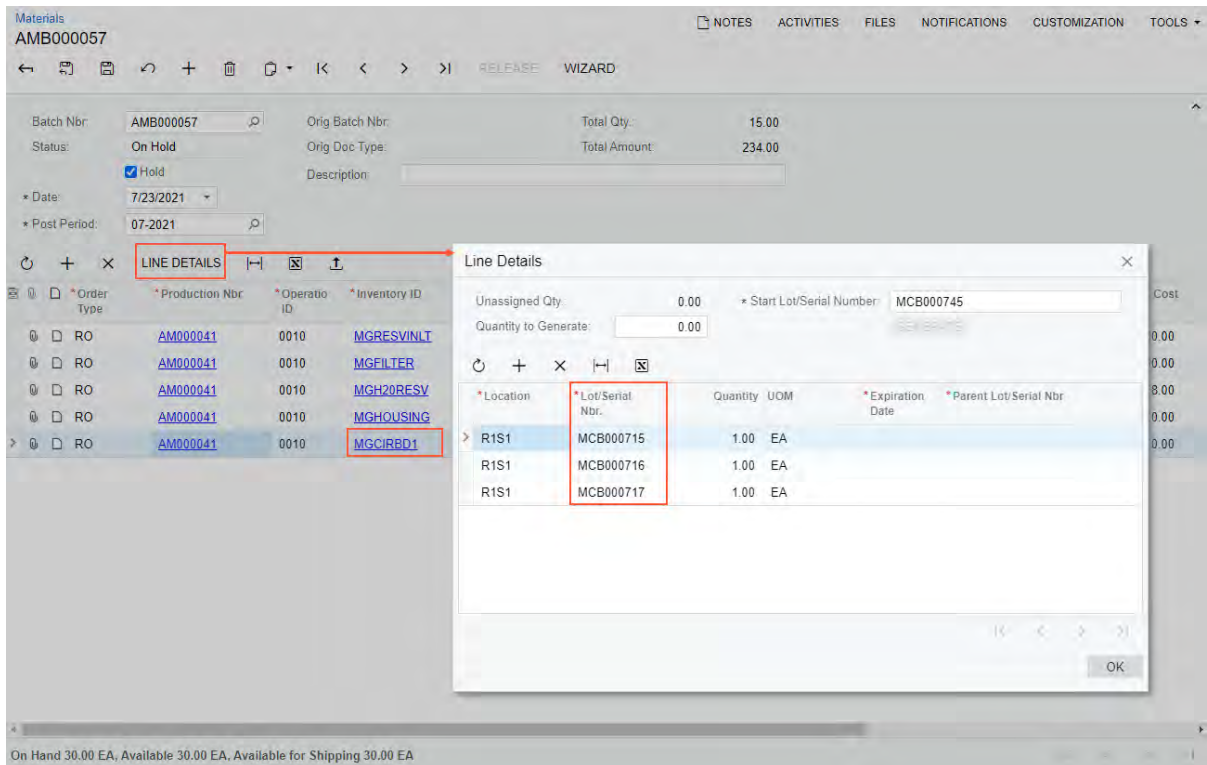 Materials
AMB000057
NOTES ACTIVITIES FILES NOTIFICATIONS CUSTOMIZATION TOOLS
RELEASE WIZARD
Batch Nbr: AMB000057 Orig Batch Nbr: Total Qty.: 15.00
Status: On Hold Orig Doc Type: Total Amount: 234.00
Hold Description:
* Date: 7/23/2021
* Post Period: 07-2021
LINE DETAILS
Line Details
Unassigned Qty. 0.00 * Start Lot/Serial Number: MCB000745
Quantity to Generate: 0.00 GENERATE
* Order Type * Production Nbr. * Operatio ID * Inventory ID Cost
RO AM000041 0010 MGRESVINLT 0.00
RO AM000041 0010 MGFILTER 0.00
RO AM000041 0010 MGH20RESV 8.00
RO AM000041 0010 MGHOUSING 0.00
RO AM000041 0010 MGCIRBD1 0.00
* Location * Lot/Serial Nbr. Quantity UOM * Expiration Date * Parent Lot/Serial Nbr
R1S1 MCB000715 1.00 EA
R1S1 MCB000716 1.00 EA
R1S1 MCB000717 1.00 EA
OK
On Hand 30.00 EA, Available 30.00 EA, Available for Shipping 30.00 EA